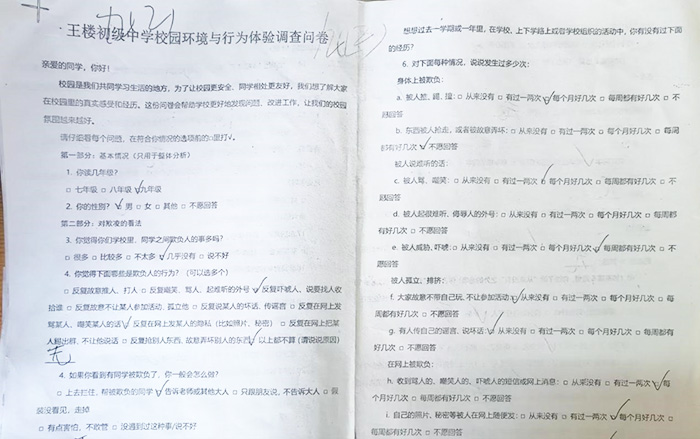 王楼初级中学校园环境与行为体验调查问卷
亲爱的同学，你好！
校园是我们共同学习生活的地方，为了让校园更安全、同学相处更友好，我们想了解大家
在校园里的真实感受和经历。这份问卷会帮助学校更好地发现问题、改进工作，让我们的校园
氛围越来越好。
请仔细看每个问题，在符合你情况的选项前的□里打√。
第一部分：基本情况（只用于整体分析）
1. 你读几年级？
□ 七年级 □ 八年级 √九年级
2. 你的性别？ √ 男 □ 女 □ 其他 □ 不愿回答
第二部分：对欺凌的看法
3. 你觉得你们学校里，同学之间欺负人的事多吗？
□ 很多 □ 比较多 □ 不太多 √几乎没有 □ 说不好
4. 你觉得下面哪些是欺负人的行为？（可以选多个）
□ 反复故意推人、打人 □ 反复嘲笑、骂人、起难听的外号 √反复吓唬人、说要找人收
拾谁 □ 反复故意不让某人参加活动、孤立他 □ 反复说某人的坏话、传谣言 □ 反复在网上发
骂某人、嘲笑某人的话 √ 反复在网上发某人的隐私（比如照片、秘密） □ 反复在网上把某
人踢出群、不让他说话 □ 反复抢别人东西、故意弄坏别人的东西 √以上都不算（请说说原因）
无
4. 如果你看到有同学被欺负了，你一般会怎么做？
□ 上去拦住，帮被欺负的同学 √告诉老师或其他大人 □ 只跟朋友说，不告诉大人 □ 假
装没看见，走掉
□ 有点害怕，不敢管 □ 没遇到过这种事/说不好
想想过去一学期或一年里，在学校、上下学路上或者学校组织的活动中，你有没有过下面
的经历？
6. 对下面每种情况，说说发生过多少次：
身体上被欺负：
a. 被人推、踢、撞：□ 从来没有 □ 有过一两次 √每个月好几次 □ 每周都有好几次 □ 不
愿回答
b. 东西被人抢走，或者被故意弄坏：□ 从来没有 □ 有过一两次 □ 每个月好几次 □ 每周
都有好几次 √不愿回答
被人说难听的话：
c. 被人骂、嘲笑：□ 从来没有 □ 有过一两次 √每个月好几次 □ 每周都有好几次 □ 不
愿回答
d. 被人起很难听、侮辱人的外号：□ 从来没有 □ 有过一两次 □ 每个月好几次 □ 每周都
有好几次 □ 不愿回答
e. 被人威胁、吓唬：□ 从来没有 □ 有过一两次 □ 每个月好几次 √每周都有好几次 □ 不
愿回答
被人孤立、排挤：
f. 大家故意不带自己玩、不让参加活动：√从来没有 □ 有过一两次 □ 每个月好几次 □
每周都有好几次 □ 不愿回答
g. 有人传自己的谣言、说坏话：√从来没有 □ 有过一两次 □ 每个月好几次 □ 每周都有
好几次 □ 不愿回答
在网上被欺负：
h. 收到骂人的、嘲笑人的、吓唬人的短信或网上消息：□ 从来没有 □ 有过一两次 √每
个月好几次 □ 每周都有好几次 □ 不愿回答
i. 自己的照片、秘密等被人在网上随便发：□ 从来没有 □ 有过一两次 √每个月好几次 □
每周都有好几次 □ 不愿回答